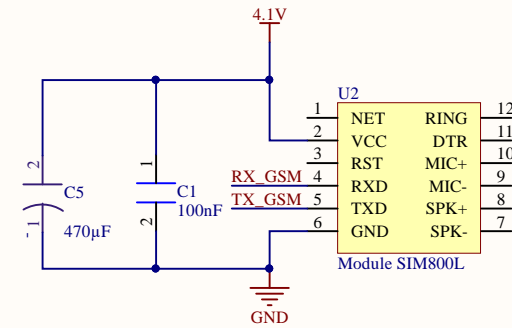 4.1V
U2
1 NET RING 12
2 VCC DTR 11
3 RST MIC+ 10
RX_GSM 4 RXD MIC- 9
TX_GSM 5 TXD SPK+ 8
6 GND SPK- 7
Module SIM800L
2
C5
1
470µF
1
C1
100nF
2
GND